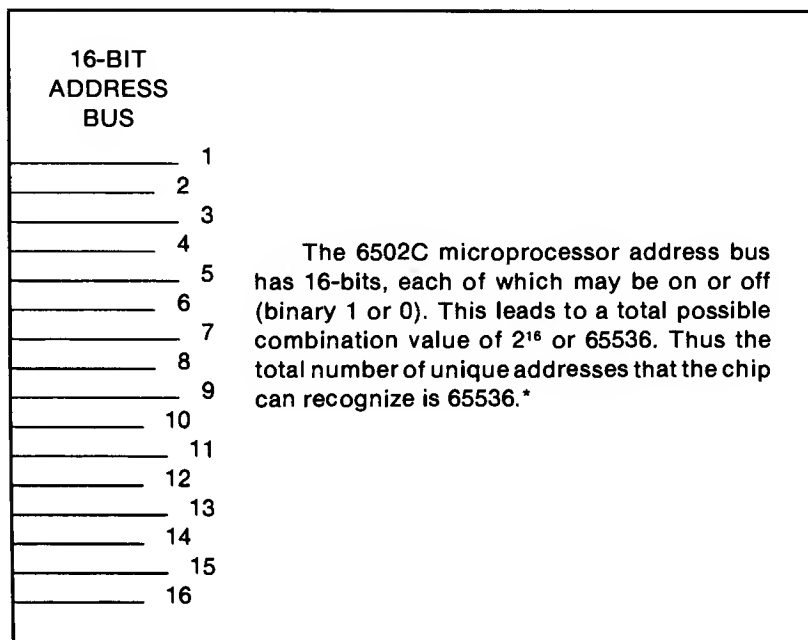 16-BIT
ADDRESS
BUS
1
2
3
4
5
6
7
8
9
10
11
12
13
14
15
16
The 6502C microprocessor address bus
has 16-bits, each of which may be on or off
(binary 1 or 0). This leads to a total possible
combination value of 2¹⁶ or 65536. Thus the
total number of unique addresses that the chip
can recognize is 65536.*